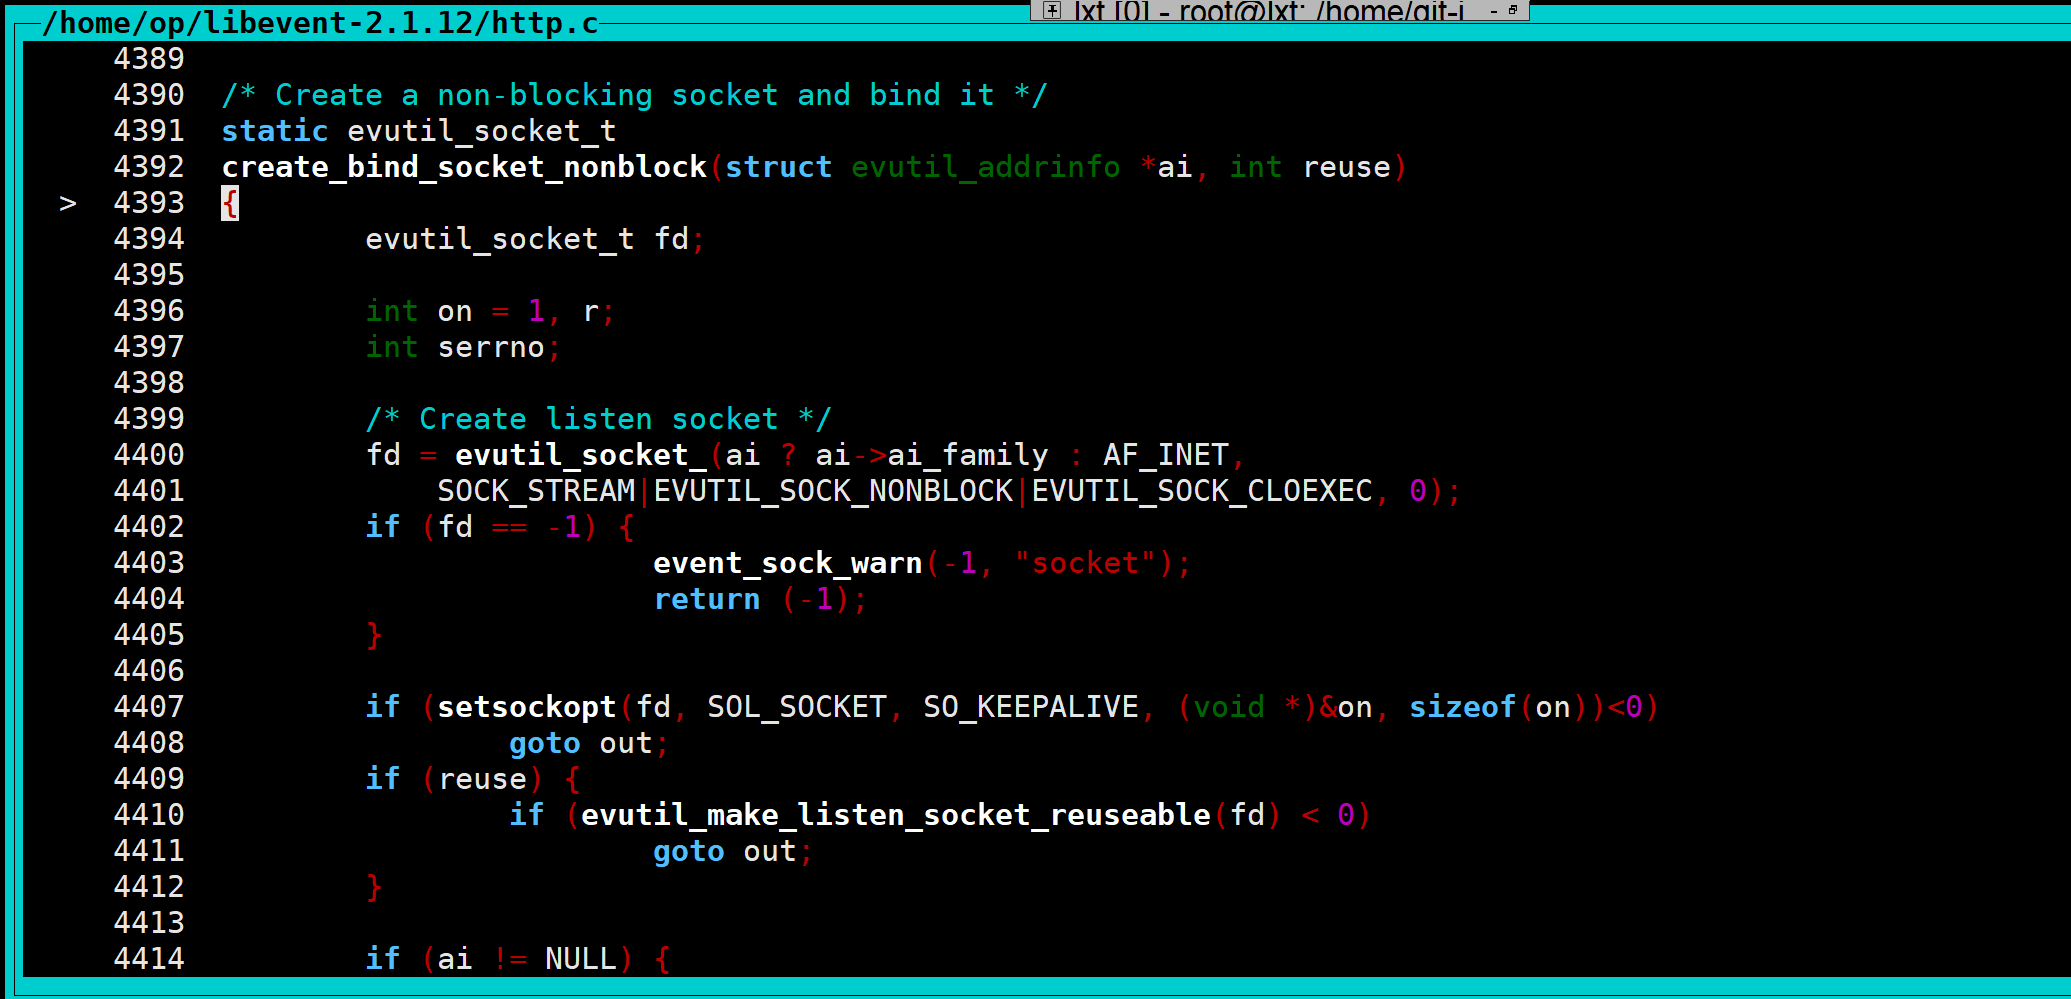 lxt [0] - root@lxt: /home/git-i
/home/op/libevent-2.1.12/http.c
4389
4390 /* Create a non-blocking socket and bind it */
4391 static evutil_socket_t
4392 create_bind_socket_nonblock(struct evutil_addrinfo *ai, int reuse)
> 4393 {
4394 evutil_socket_t fd;
4395
4396 int on = 1, r;
4397 int serrno;
4398
4399 /* Create listen socket */
4400 fd = evutil_socket_(ai ? ai->ai_family : AF_INET,
4401 SOCK_STREAM|EVUTIL_SOCK_NONBLOCK|EVUTIL_SOCK_CLOEXEC, 0);
4402 if (fd == -1) {
4403 event_sock_warn(-1, "socket");
4404 return (-1);
4405 }
4406
4407 if (setsockopt(fd, SOL_SOCKET, SO_KEEPALIVE, (void *)&on, sizeof(on))<0)
4408 goto out;
4409 if (reuse) {
4410 if (evutil_make_listen_socket_reuseable(fd) < 0)
4411 goto out;
4412 }
4413
4414 if (ai != NULL) {